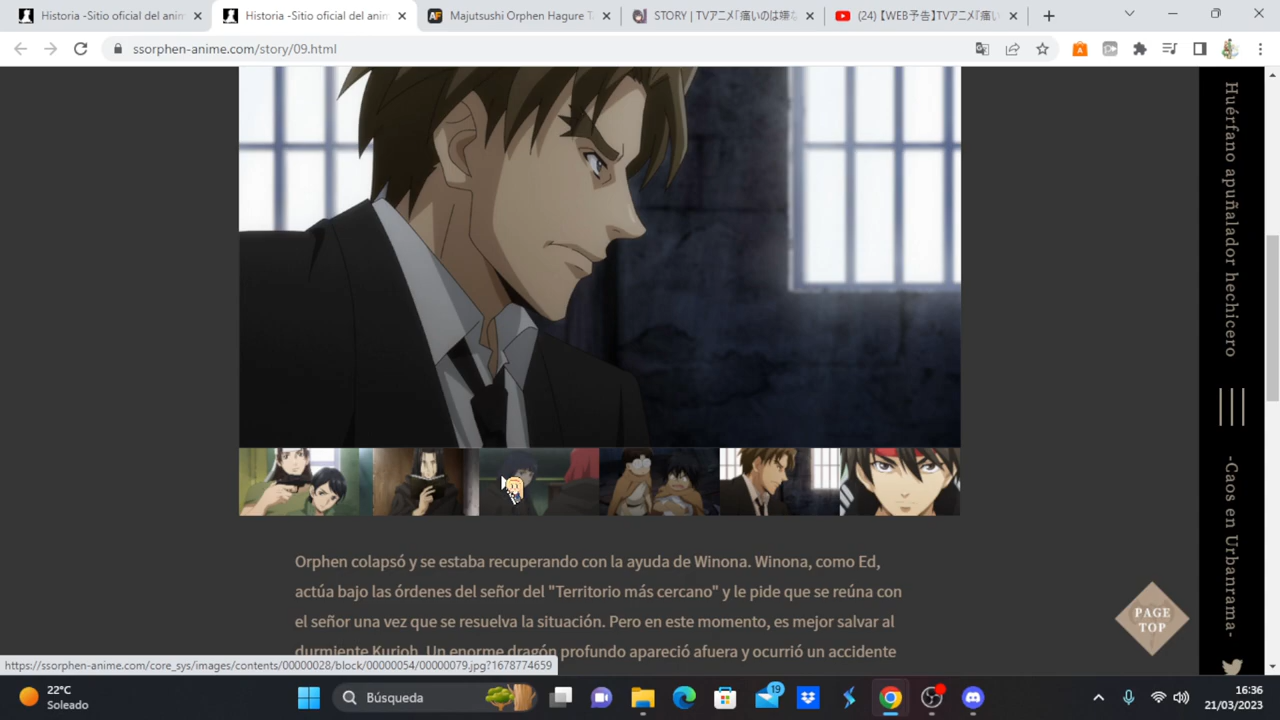 Historia -Sitio oficial del anim
Historia -Sitio oficial del anim
Majutsushi Orphen Hagure T
STORY | TVアニメ「痛いのは嫌な
(24) 【WEB予告】TVアニメ『痛い
ssorphen-anime.com/story/09.html
Huérfano apuñalador hechicero
-Caos en Urbanrama-
Orphen colapsó y se estaba recuperando con la ayuda de Winona. Winona, como Ed,
actúa bajo las órdenes del señor del "Territorio más cercano" y le pide que se reúna con
el señor una vez que se resuelva la situación. Pero en este momento, es mejor salvar al
durmiente Kurioh. Un enorme dragón profundo apareció afuera y ocurrió un accidente
PAGE
TOP
https://ssorphen-anime.com/core_sys/images/contents/00000028/block/00000054/00000079.jpg?1678774659
22°C
Soleado
Búsqueda
19
16:36
21/03/2023